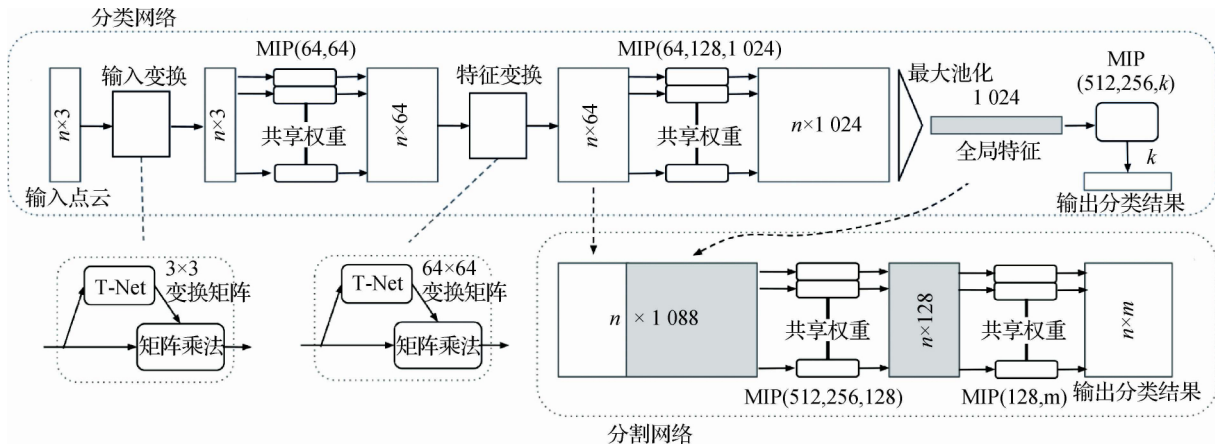 分类网络
MIP(64,64)
MIP(64,128,1 024)
MIP
(512,256,k)
输入变换
特征变换
最大池化
1 024
n×3
n×3
n×64
n×64
n×1 024
共享权重
共享权重
全局特征
k
输入点云
输出分类结果
T-Net
3×3
变换矩阵
矩阵乘法
T-Net
64×64
变换矩阵
矩阵乘法
n × 1 088
共享权重
n×128
共享权重
n×m
MIP(512,256,128)
MIP(128,m)
输出分类结果
分割网络